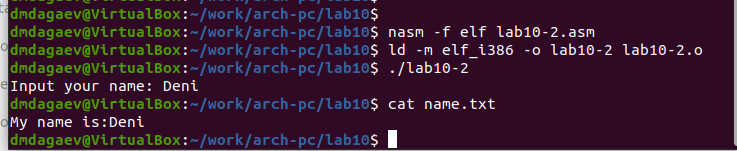 dmdagaev@VirtualBox:~/work/arch-pc/lab10$
dmdagaev@VirtualBox:~/work/arch-pc/lab10$ nasm -f elf lab10-2.asm
dmdagaev@VirtualBox:~/work/arch-pc/lab10$ ld -m elf_i386 -o lab10-2 lab10-2.o
dmdagaev@VirtualBox:~/work/arch-pc/lab10$ ./lab10-2
Input your name: Deni
dmdagaev@VirtualBox:~/work/arch-pc/lab10$ cat name.txt
My name is:Deni
dmdagaev@VirtualBox:~/work/arch-pc/lab10$